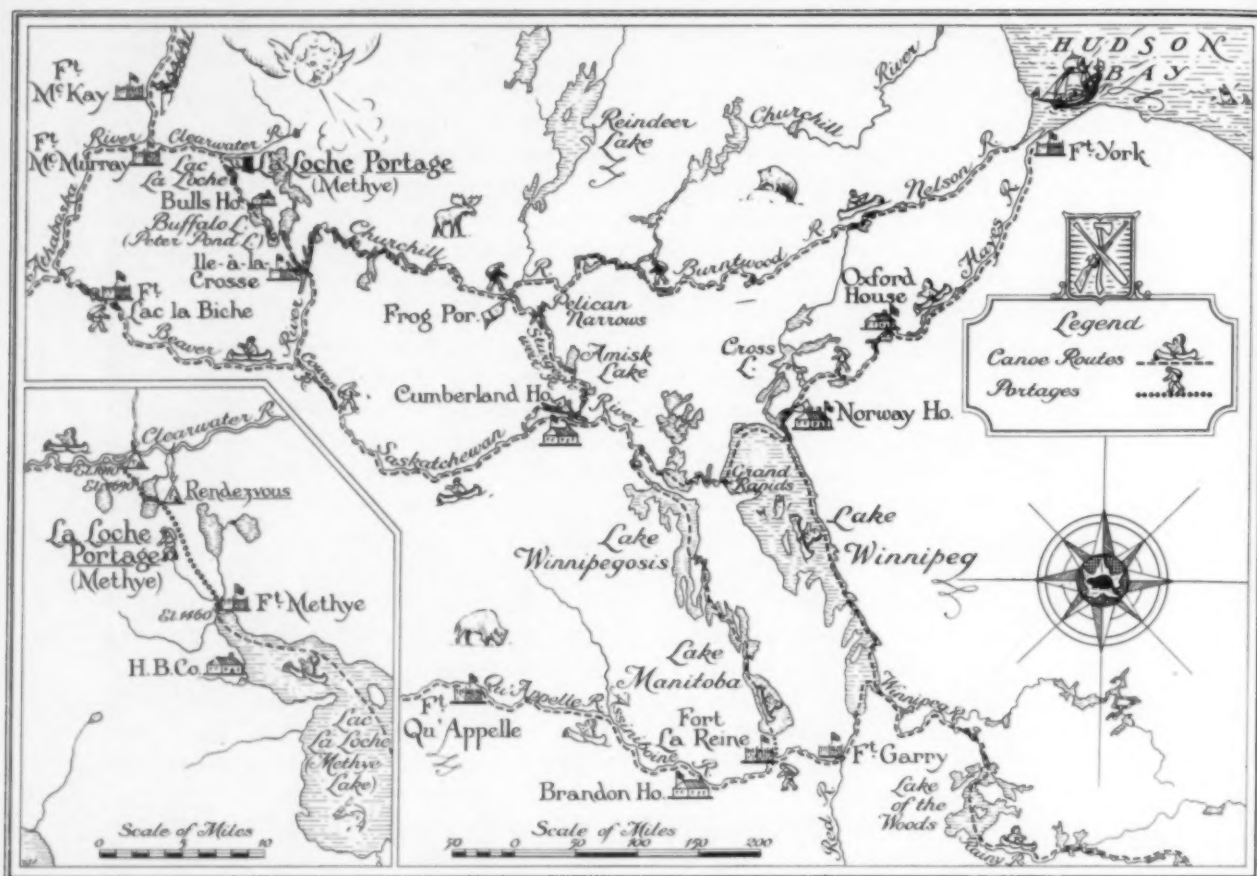 HUDSON
BAY
Ft.
McKay
River
Clearwater R.
Ft.
McMurray
Lac
La Loche
La Loche Portage
(Methye)
Bulls Ho.
Buffalo L.
(Peter Pond L.)
Ile-à-la-
Crosse
Athabaska
Ft.
Lac la Biche
Beaver
River
Churchill
Reindeer
Lake
R.
Frog Por.
Pelican
Narrows
Churchill
River
Burntwood R.
Nelson R.
Ft. York
Hayes R.
Oxford
House
Cross
L.
Norway Ho.
Amisk
Lake
Cumberland Ho.
River
Saskatchewan
Grand
Rapids
Lake
Winnipegosis
Lake
Winnipeg
Lake
Manitoba
Fort
La Reine
Ft. Garry
Winnipeg R.
Lake
of the
Woods
Rainy R.
Red R.
Ft.
Qu'Appelle
Qu'Appelle R.
Assiniboine R.
Brandon Ho.
Scale of Miles
50 0 50 100 150 200
Legend
Canoe Routes
Portages
Clearwater R.
El. 1690
Rendezvous
La Loche
Portage
(Methye)
Ft. Methye
El. 1460
H.B.Co.
Lac
La Loche
(Methye
Lake)
Scale of Miles
0 5 10